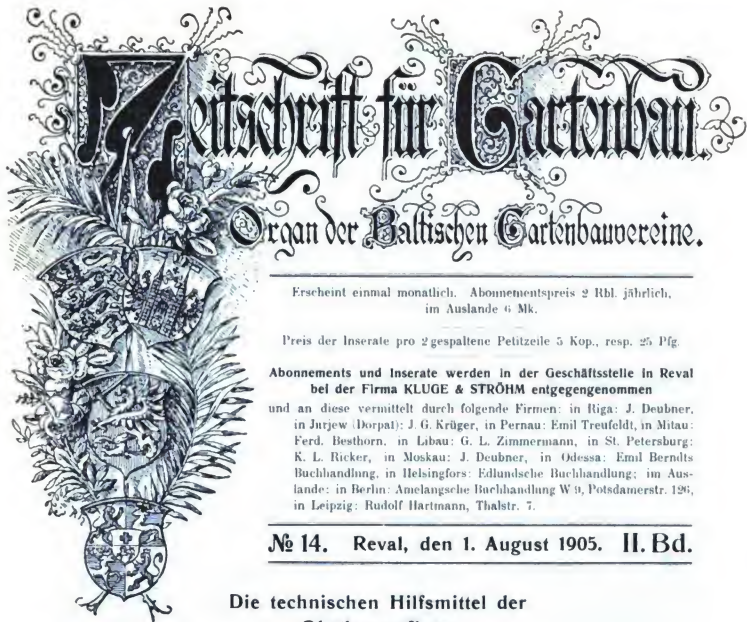 Zeitschrift für Gartenbau.
Organ der Baltischen Gartenbauvereine.
Erscheint einmal monatlich. Abonnementspreis 2 Rbl. jährlich,
im Auslande 6 Mk.
Preis der Inserate pro 2 gespaltene Petitzeile 5 Kop., resp. 25 Pfg.
Abonnements und Inserate werden in der Geschäftsstelle in Reval
bei der Firma KLUGE & STRÖHM entgegengenommen
und an diese vermittelt durch folgende Firmen: in Riga: J. Deubner,
in Jurjew (Dorpat): J. G. Krüger, in Pernau: Emil Treufeldt, in Mitau:
Ferd. Besthorn, in Libau: G. L. Zimmermann, in St. Petersburg:
K. L. Ricker, in Moskau: J. Deubner, in Odessa: Emil Berndts
Buchhandlung, in Helsingfors: Edlundsche Buchhandlung; im Aus-
lande: in Berlin: Amelangsche Buchhandlung W 9, Potsdamerstr. 126,
in Leipzig: Rudolf Hartmann, Thalstr. 7.
№ 14. Reval, den 1. August 1905. II. Bd.
Die technischen Hilfsmittel der